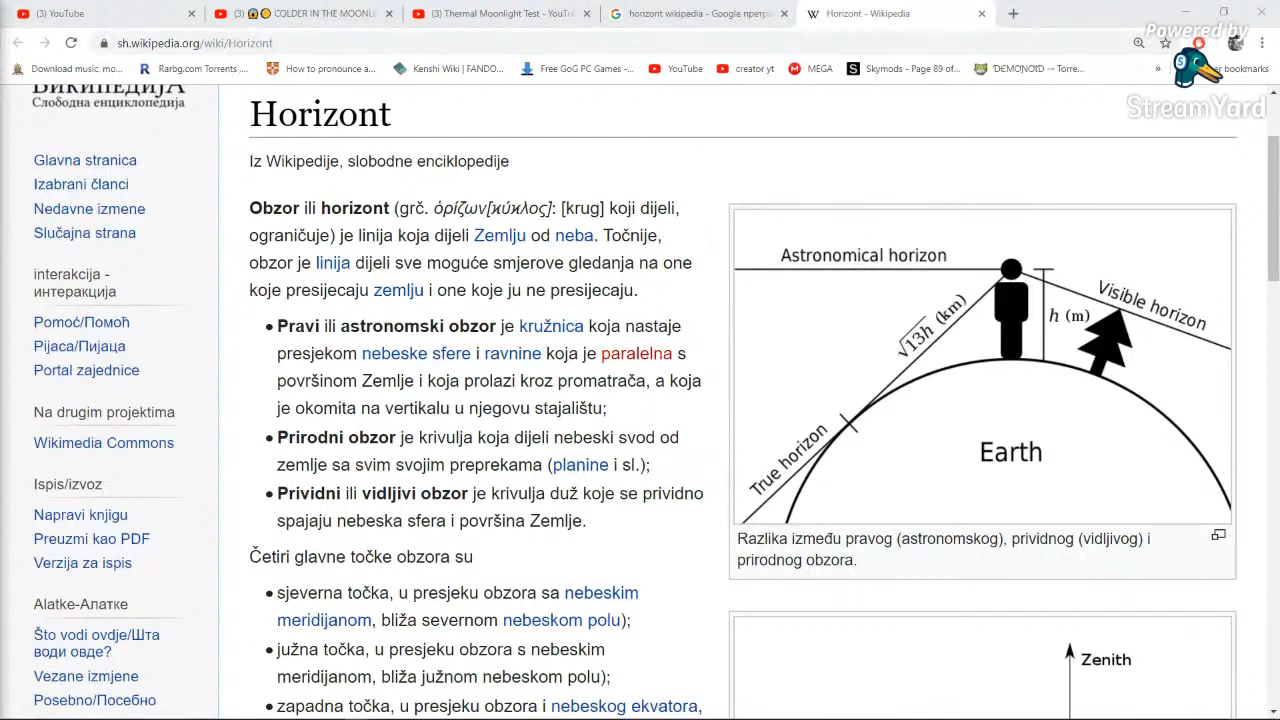 (3) YouTube
(3) 😱🌕 COLDER IN THE MOONL
(3) Thermal Moonlight Test - YouTu
horizont wikipedia - Google претра
Horizont - Wikipedia
Powered by
sh.wikipedia.org/wiki/Horizont
Download music, mo...
Rarbg.com Torrents ,...
How to pronounce a...
Kenshi Wiki | FANDO...
Free GoG PC Games -...
YouTube
creator yt
MEGA
Skymods - Page 89 of...
» bookmarks
StreamYard
ВИКИПЕДИЈА
Слободна енциклопедија
Glavna stranica
Izabrani članci
Nedavne izmene
Slučajna strana
interakcija -
интеракција
Pomoć/Помоћ
Pijaca/Пијаца
Portal zajednice
Na drugim projektima
Wikimedia Commons
Ispis/izvoz
Napravi knjigu
Preuzmi kao PDF
Verzija za ispis
Alatke-Алатке
Što vodi ovdje/Шта
води овде?
Vezane izmjene
Posebno/Посебно
Horizont
Iz Wikipedije, slobodne enciklopedije
Obzor ili horizont (grč. ὁρίζων[κύκλος]: [krug] koji dijeli,
ograničuje) je linija koja dijeli Zemlju od neba. Točnije,
obzor je linija dijeli sve moguće smjerove gledanja na one
koje presijecaju zemlju i one koje ju ne presijecaju.
• Pravi ili astronomski obzor je kružnica koja nastaje
presjekom nebeske sfere i ravnine koja je paralelna s
površinom Zemlje i koja prolazi kroz promatrača, a koja
je okomita na vertikalu u njegovu stajalištu;
• Prirodni obzor je krivulja koja dijeli nebeski svod od
zemlje sa svim svojim preprekama (planine i sl.);
• Prividni ili vidljivi obzor je krivulja duž koje se prividno
spajaju nebeska sfera i površina Zemlje.
Četiri glavne točke obzora su
• sjeverna točka, u presjeku obzora sa nebeskim
meridijanom, bliža severnom nebeskom polu);
• južna točka, u presjeku obzora s nebeskim
meridijanom, bliža južnom nebeskom polu);
• zapadna točka, u presjeku obzora i nebeskog ekvatora,
Astronomical horizon
Visible horizon
h (m)
√13h (km)
True horizon
Earth
Razlika između pravog (astronomskog), prividnog (vidljivog) i
prirodnog obzora.
Zenith